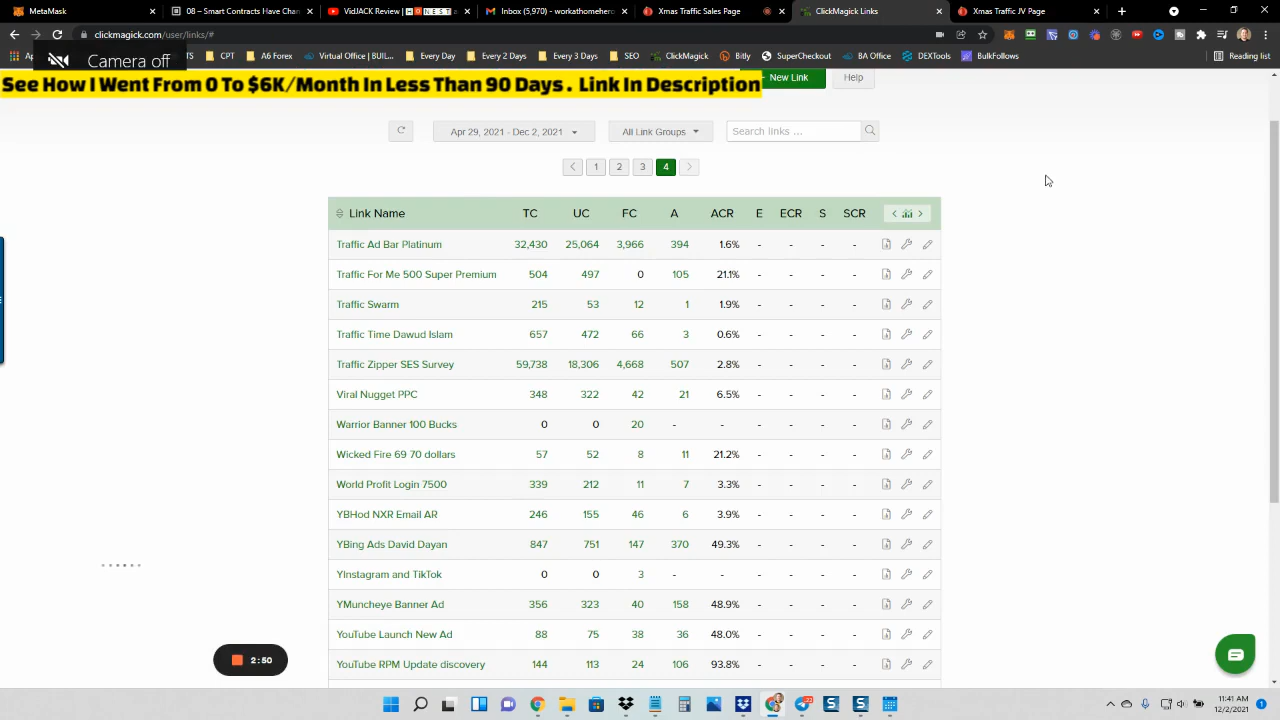 MetaMask
08 – Smart Contracts Have Chan
VidJACK Review | HONEST
Inbox (5,970) - workathomehero
Xmas Traffic Sales Page
ClickMagick Links
Xmas Traffic JV Page
clickmagick.com/user/links/#
CPT
A6 Forex
Virtual Office | BUIL...
Every Day
Every 2 Days
Every 3 Days
SEO
ClickMagick
Bitly
SuperCheckout
BA Office
DEXTools
BulkFollows
Reading list
Camera off
See How I Went From 0 To $6K/Month In Less Than 90 Days . Link In Description
New Link
Help
Apr 29, 2021 - Dec 2, 2021
All Link Groups
Search links ...
1 2 3 4
Link Name TC UC FC A ACR E ECR S SCR
Traffic Ad Bar Platinum 32,430 25,064 3,966 394 1.6% - - - -
Traffic For Me 500 Super Premium 504 497 0 105 21.1% - - - -
Traffic Swarm 215 53 12 1 1.9% - - - -
Traffic Time Dawud Islam 657 472 66 3 0.6% - - - -
Traffic Zipper SES Survey 59,738 18,306 4,668 507 2.8% - - - -
Viral Nugget PPC 348 322 42 21 6.5% - - - -
Warrior Banner 100 Bucks 0 0 20 - - - - - -
Wicked Fire 69 70 dollars 57 52 8 11 21.2% - - - -
World Profit Login 7500 339 212 11 7 3.3% - - - -
YBHod NXR Email AR 246 155 46 6 3.9% - - - -
YBing Ads David Dayan 847 751 147 370 49.3% - - - -
YInstagram and TikTok 0 0 3 - - - - - -
YMuncheye Banner Ad 356 323 40 158 48.9% - - - -
YouTube Launch New Ad 88 75 38 36 48.0% - - - -
YouTube RPM Update discovery 144 113 24 106 93.8% - - - -
2:50
11:41 AM
12/2/2021